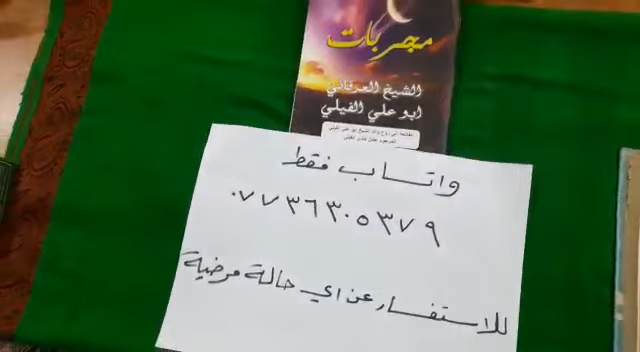 مجربات
الشيخ العرفاني
ابو علي الفيلي
واتساب فقط
٠٧٧٣٦٣٠٥٣٧٩
للاستفسار عن اي حالة مرضية